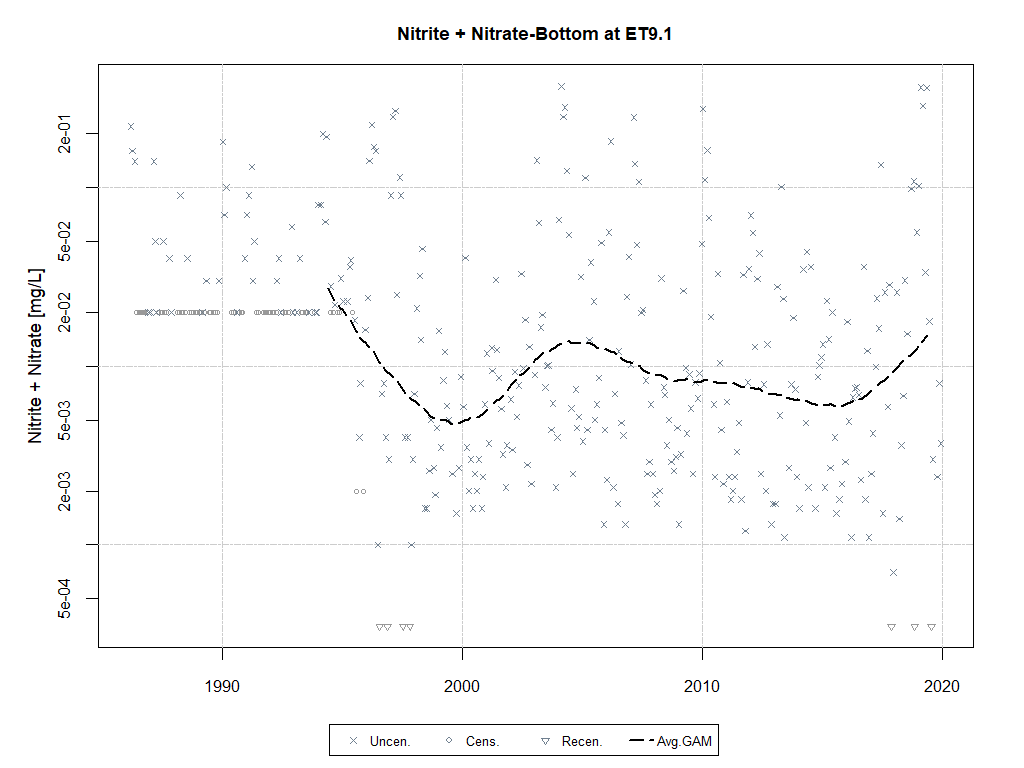 Nitrite + Nitrate-Bottom at ET9.1
Nitrite + Nitrate [mg/L]
2e-01
5e-02
2e-02
5e-03
2e-03
5e-04
1990 2000 2010 2020
Uncen. Cens. Recen. Avg.GAM